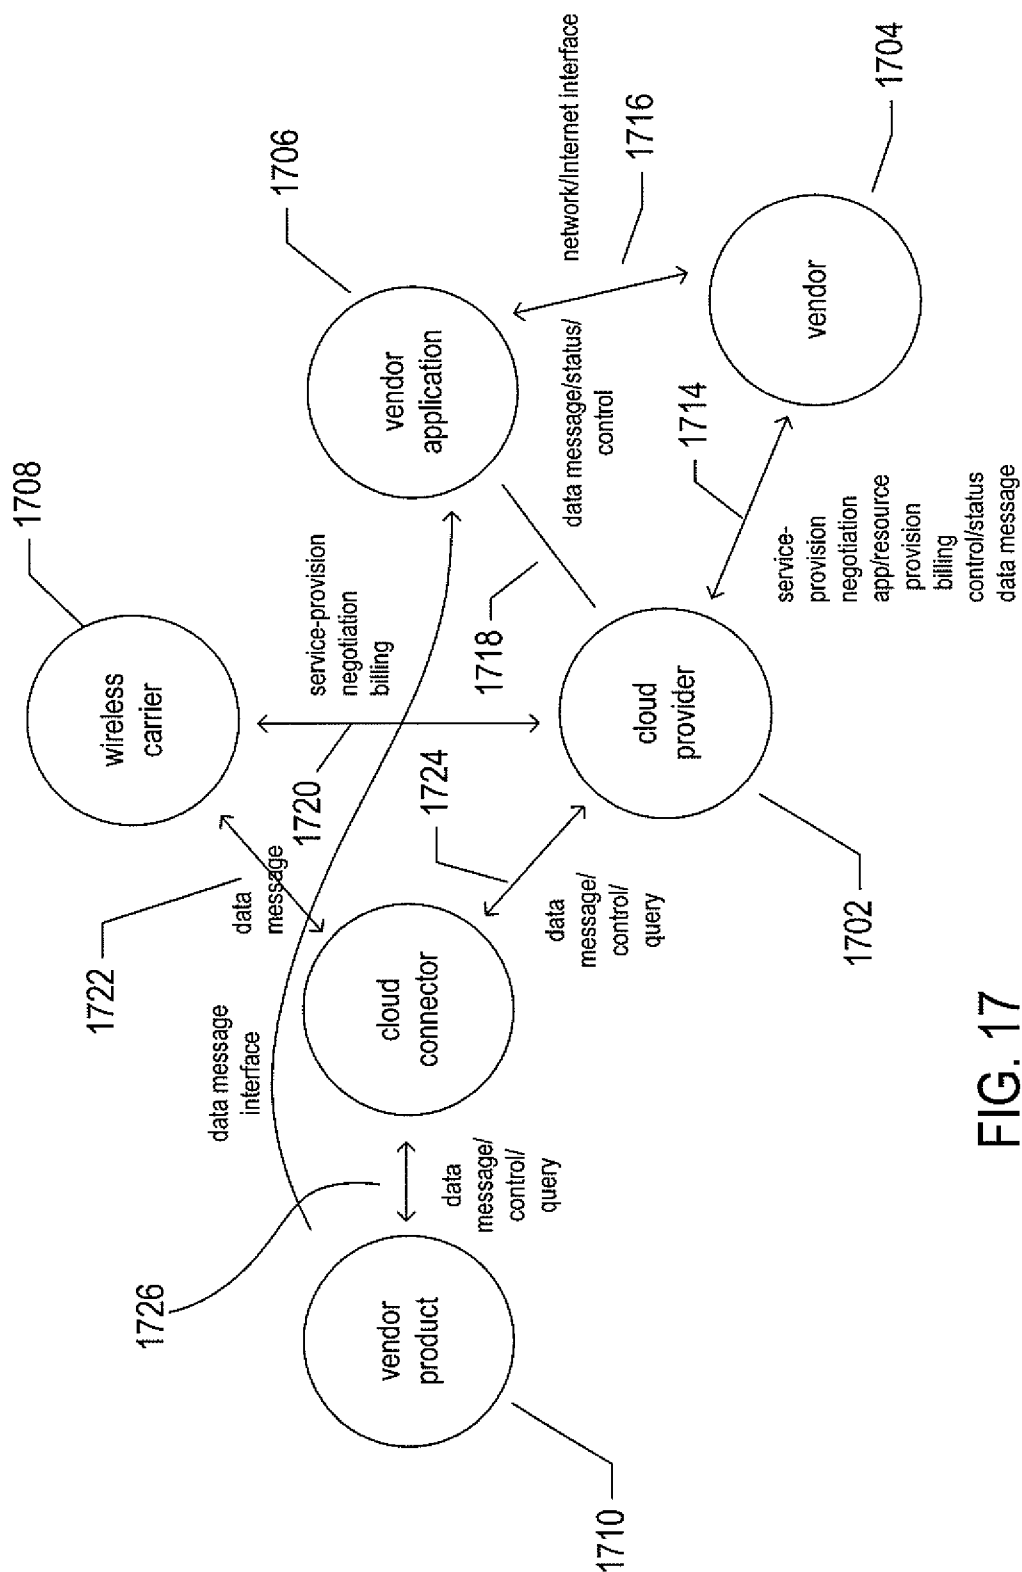 1708
wireless
carrier
1706
vendor
application
network/Internet interface
1716
1704
vendor
data message/status/
control
1714
service-
provision
negotiation
app/resource
provision
billing
control/status
data message
service-provision
negotiation
billing
1718
1720
1722
data
message
1724
cloud
provider
1702
data
message/
control/
query
cloud
connector
data message
interface
1726
data
message/
control/
query
vendor
product
1710
FIG. 17